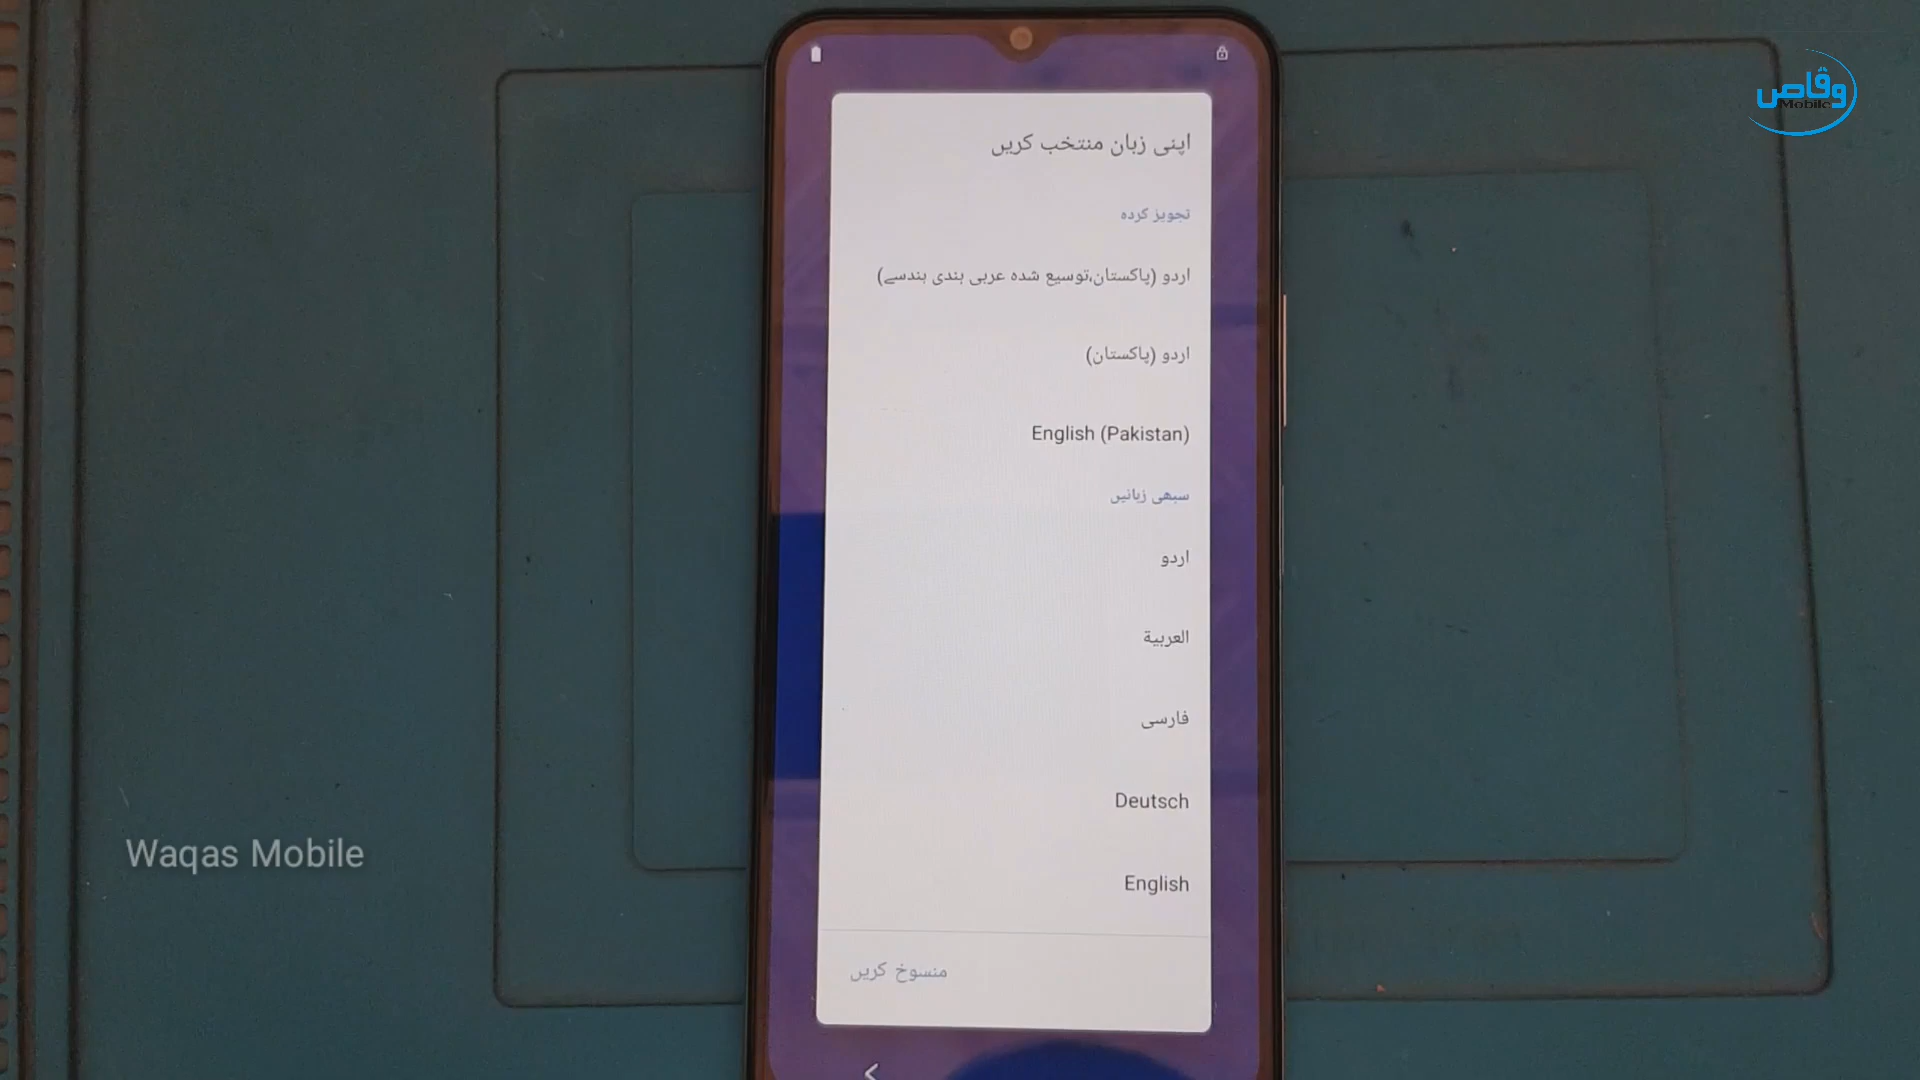 وقاص
Mobile
اپنی زبان منتخب کریں
تجویز کردہ
اردو (پاکستان،توسیع شدہ عربی ہندی ہندسے)
اردو (پاکستان)
English (Pakistan)
سبھی زبانیں
اردو
العربية
فارسی
Deutsch
English
منسوخ کریں
Waqas Mobile